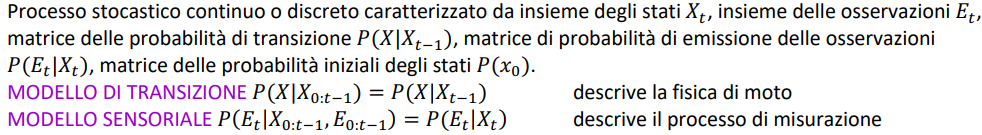 Processo stocastico continuo o discreto caratterizzato da insieme degli stati $X_t$, insieme delle osservazioni $E_t$,
matrice delle probabilità di transizione $P(X|X_{t-1})$, matrice di probabilità di emissione delle osservazioni
$P(E_t|X_t)$, matrice delle probabilità iniziali degli stati $P(x_0)$.
MODELLO DI TRANSIZIONE $P(X|X_{0:t-1}) = P(X|X_{t-1})$ descrive la fisica di moto
MODELLO SENSORIALE $P(E_t|X_{0:t-1}, E_{0:t-1}) = P(E_t|X_t)$ descrive il processo di misurazione